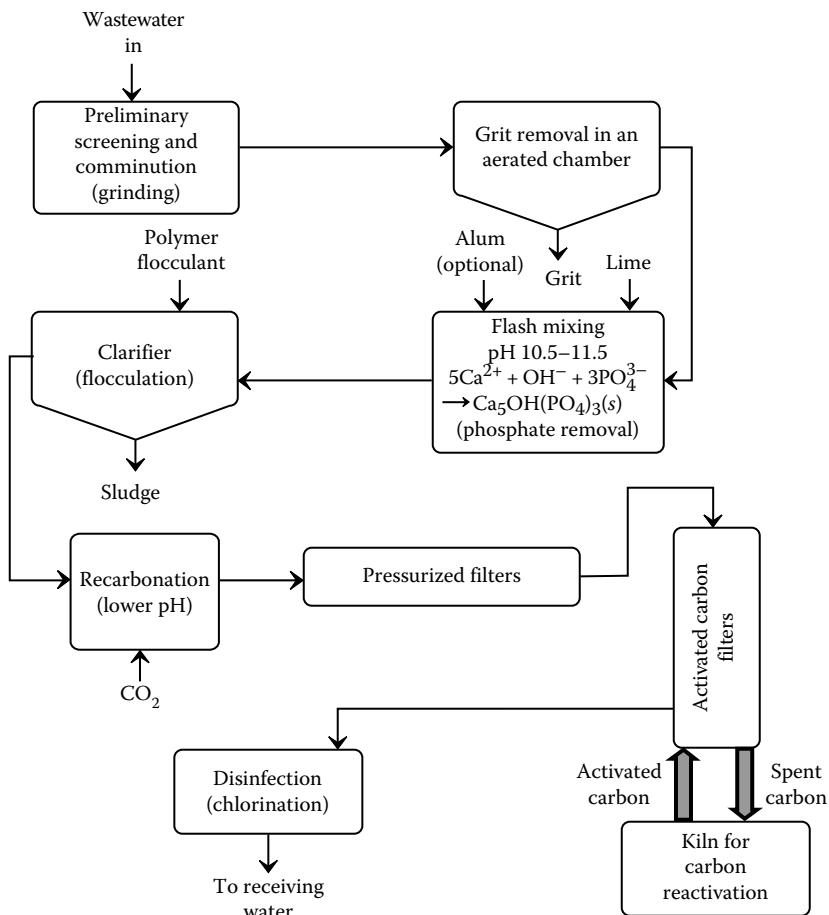 Wastewater
in
Preliminary
screening and
comminution
(grinding)
Grit removal in an
aerated chamber
Grit
Polymer
flocculant
Alum
(optional)
Lime
Flash mixing
pH 10.5–11.5
5Ca²⁺ + OH⁻ + 3PO₄³⁻
→ Ca₅OH(PO₄)₃(s)
(phosphate removal)
Clarifier
(flocculation)
Sludge
Recarbonation
(lower pH)
CO₂
Pressurized filters
Activated carbon
filters
Activated
carbon
Spent
carbon
Kiln for
carbon
reactivation
Disinfection
(chlorination)
To receiving
water